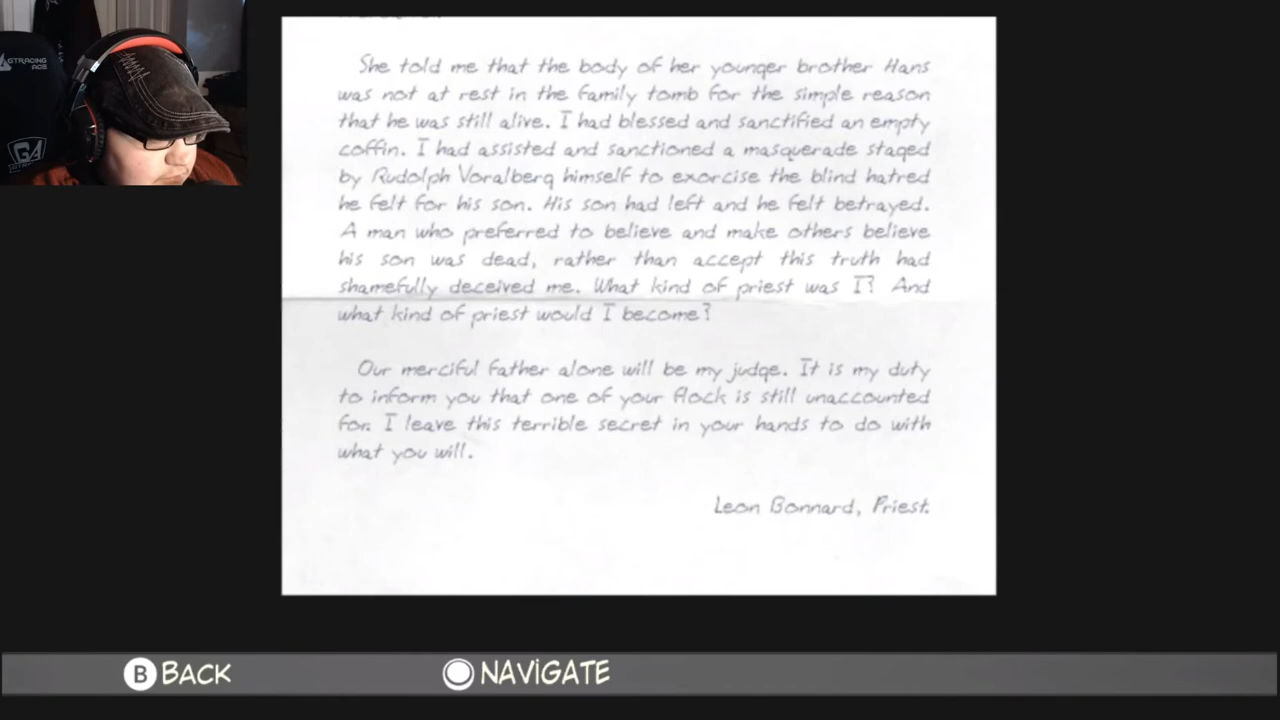 GTRADING
ACE
GA
She told me that the body of her younger brother Hans
was not at rest in the family tomb for the simple reason
that he was still alive. I had blessed and sanctified an empty
coffin. I had assisted and sanctioned a masquerade staged
by Rudolph Voralberg himself to exorcise the blind hatred
he felt for his son. His son had left and he felt betrayed.
A man who preferred to believe and make others believe
his son was dead, rather than accept this truth had
shamefully deceived me. What kind of priest was I? And
what kind of priest would I become?
Our merciful Father alone will be my judge. It is my duty
to inform you that one of your flock is still unaccounted
for. I leave this terrible secret in your hands to do with
what you will.
Leon Bonnard, Priest.
B BACK
NAVIGATE